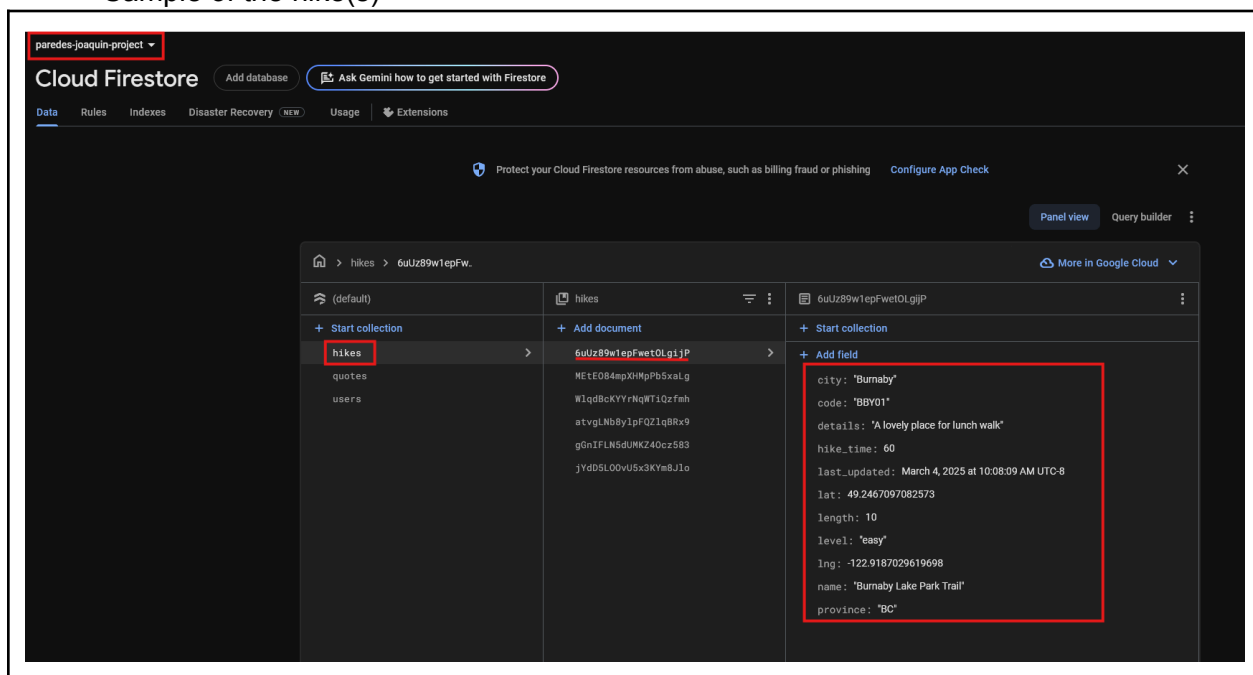 Sample of the hike(s)
paredes-joaquin-project
Cloud Firestore Add database Ask Gemini how to get started with Firestore
Data Rules Indexes Disaster Recovery NEW Usage Extensions
Protect your Cloud Firestore resources from abuse, such as billing fraud or phishing Configure App Check
Panel view Query builder
> hikes > 6uUz89w1epFw.. More in Google Cloud
(default) hikes 6uUz89w1epFwetOLgijP
+ Start collection + Add document + Start collection
hikes > 6uUz89w1epFwetOLgijP > + Add field
quotes MEtEO84mpXHMpPb5xaLg
users WlqdBcKYYrNqWTiQzfmh
atvgLNb8ylpFQZlqBRx9
gGnIFLN5dUMKZ4Ocz583
jYdD5LOOvU5x3KYm8Jlo
city: "Burnaby"
code: "BBY01"
details: "A lovely place for lunch walk"
hike_time: 60
last_updated: March 4, 2025 at 10:08:09 AM UTC-8
lat: 49.2467097082573
length: 10
level: "easy"
lng: -122.9187029619698
name: "Burnaby Lake Park Trail"
province: "BC"